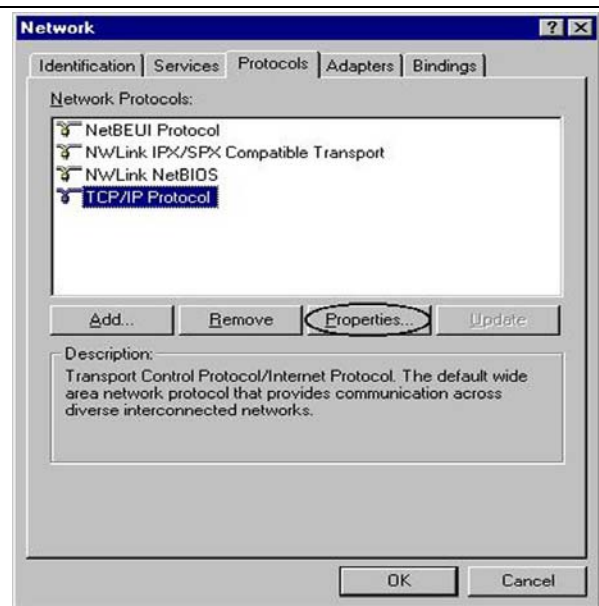 Network
Identification Services Protocols Adapters Bindings
Network Protocols:
NetBEUI Protocol
NWLink IPX/SPX Compatible Transport
NWLink NetBIOS
TCP/IP Protocol
Add... Remove Properties... Update
Description:
Transport Control Protocol/Internet Protocol. The default wide
area network protocol that provides communication across
diverse interconnected networks.
OK Cancel